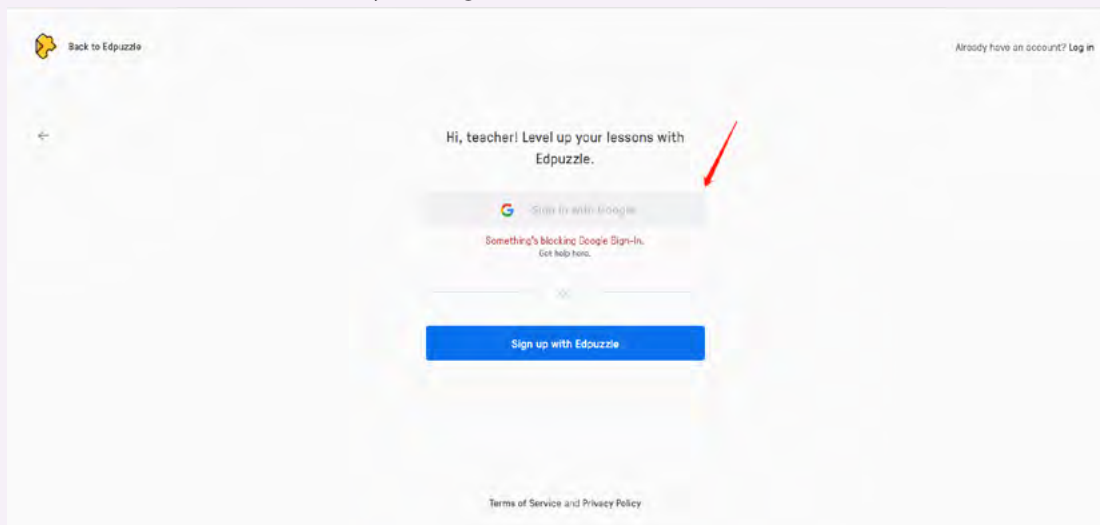 Back to Edpuzzle
Already have an account? Log in
Hi, teacher! Level up your lessons with
Edpuzzle.
Sign in with Google
Something's blocking Google Sign-In.
Get help here.
Sign up with Edpuzzle
Terms of Service and Privacy Policy